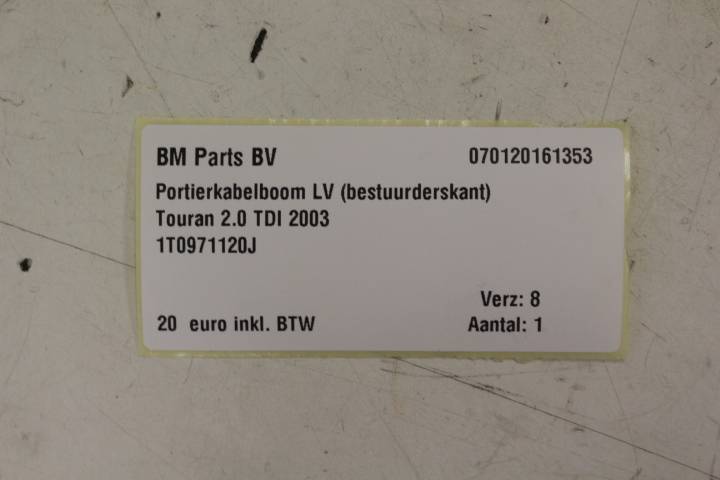 BM Parts BV 070120161353
Portierkabelboom LV (bestuurderskant)
Touran 2.0 TDI 2003
1T0971120J
Verz: 8
20 euro inkl. BTW Aantal: 1